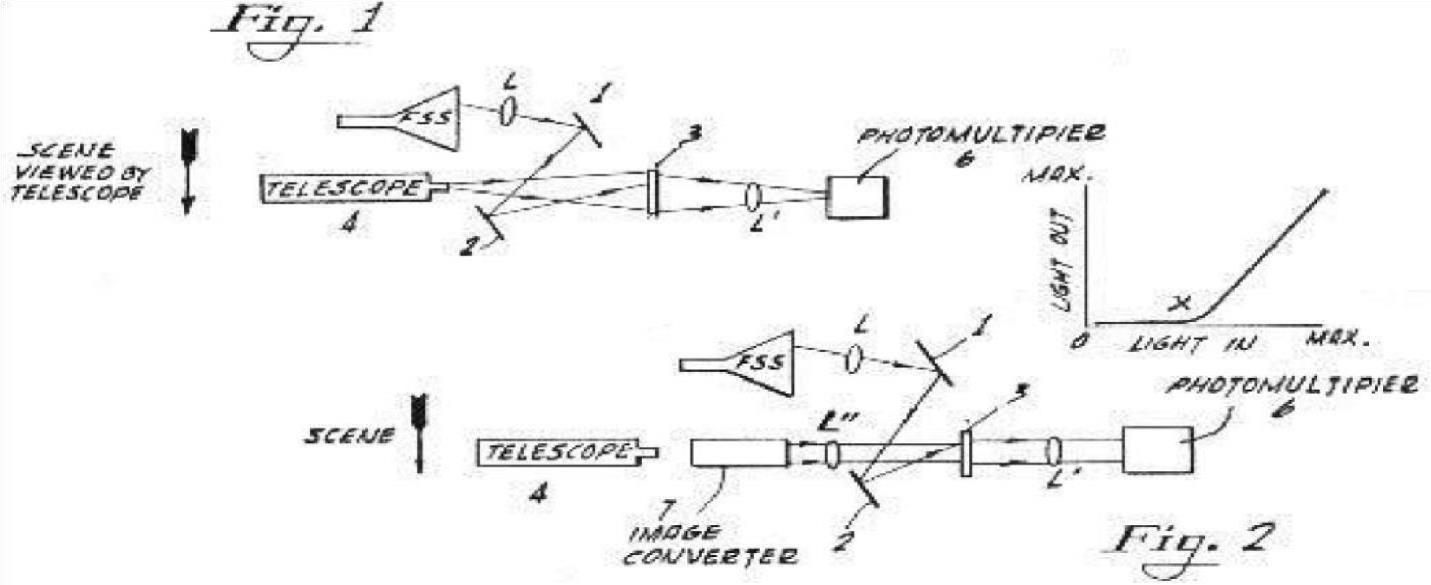 Fig. 1
L
1
FSS
3
PHOTOMULTIPIER
6
SCENE
VIEWED BY
TELESCOPE
TELESCOPE
4
2
L'
MAX.
LIGHT OUT
X
0
LIGHT IN
MAX.
L
1
FSS
3
PHOTOMULTIPIER
6
SCENE
TELESCOPE
4
L"
L'
7
IMAGE
CONVERTER
2
Fig. 2